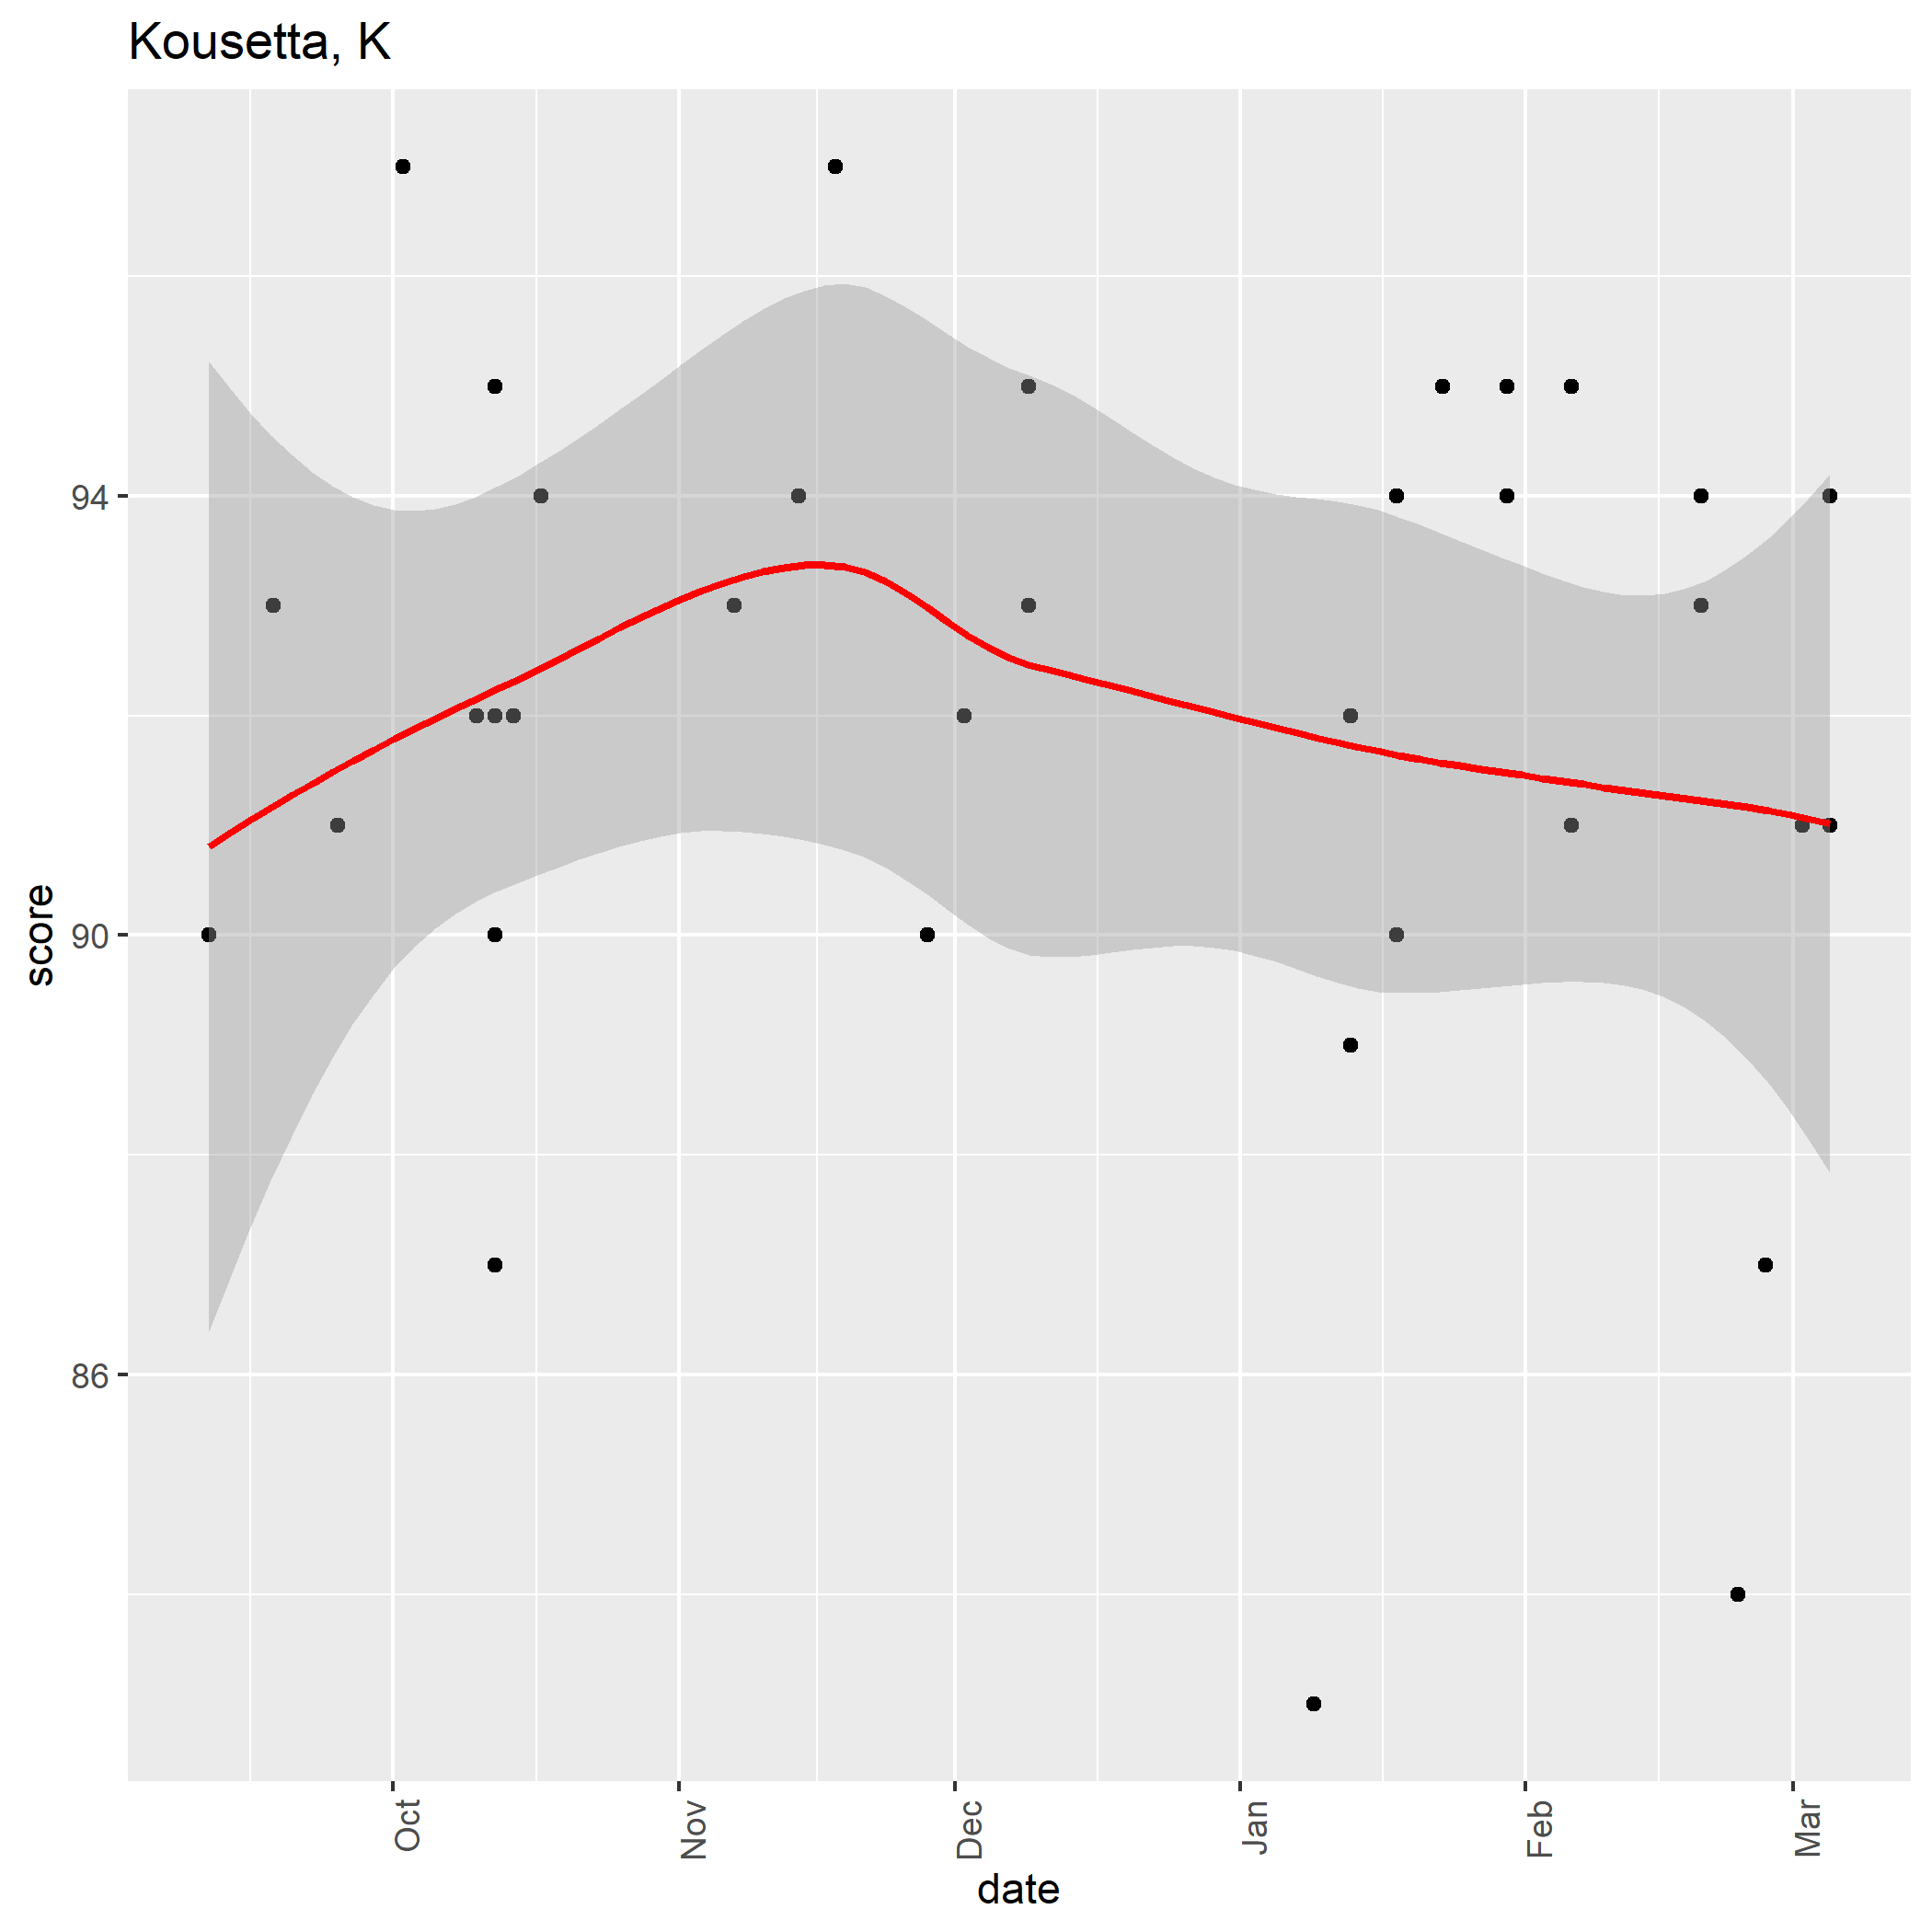 Kousetta, K
94
90
86
score
Oct
Nov
Dec
Jan
Feb
Mar
date